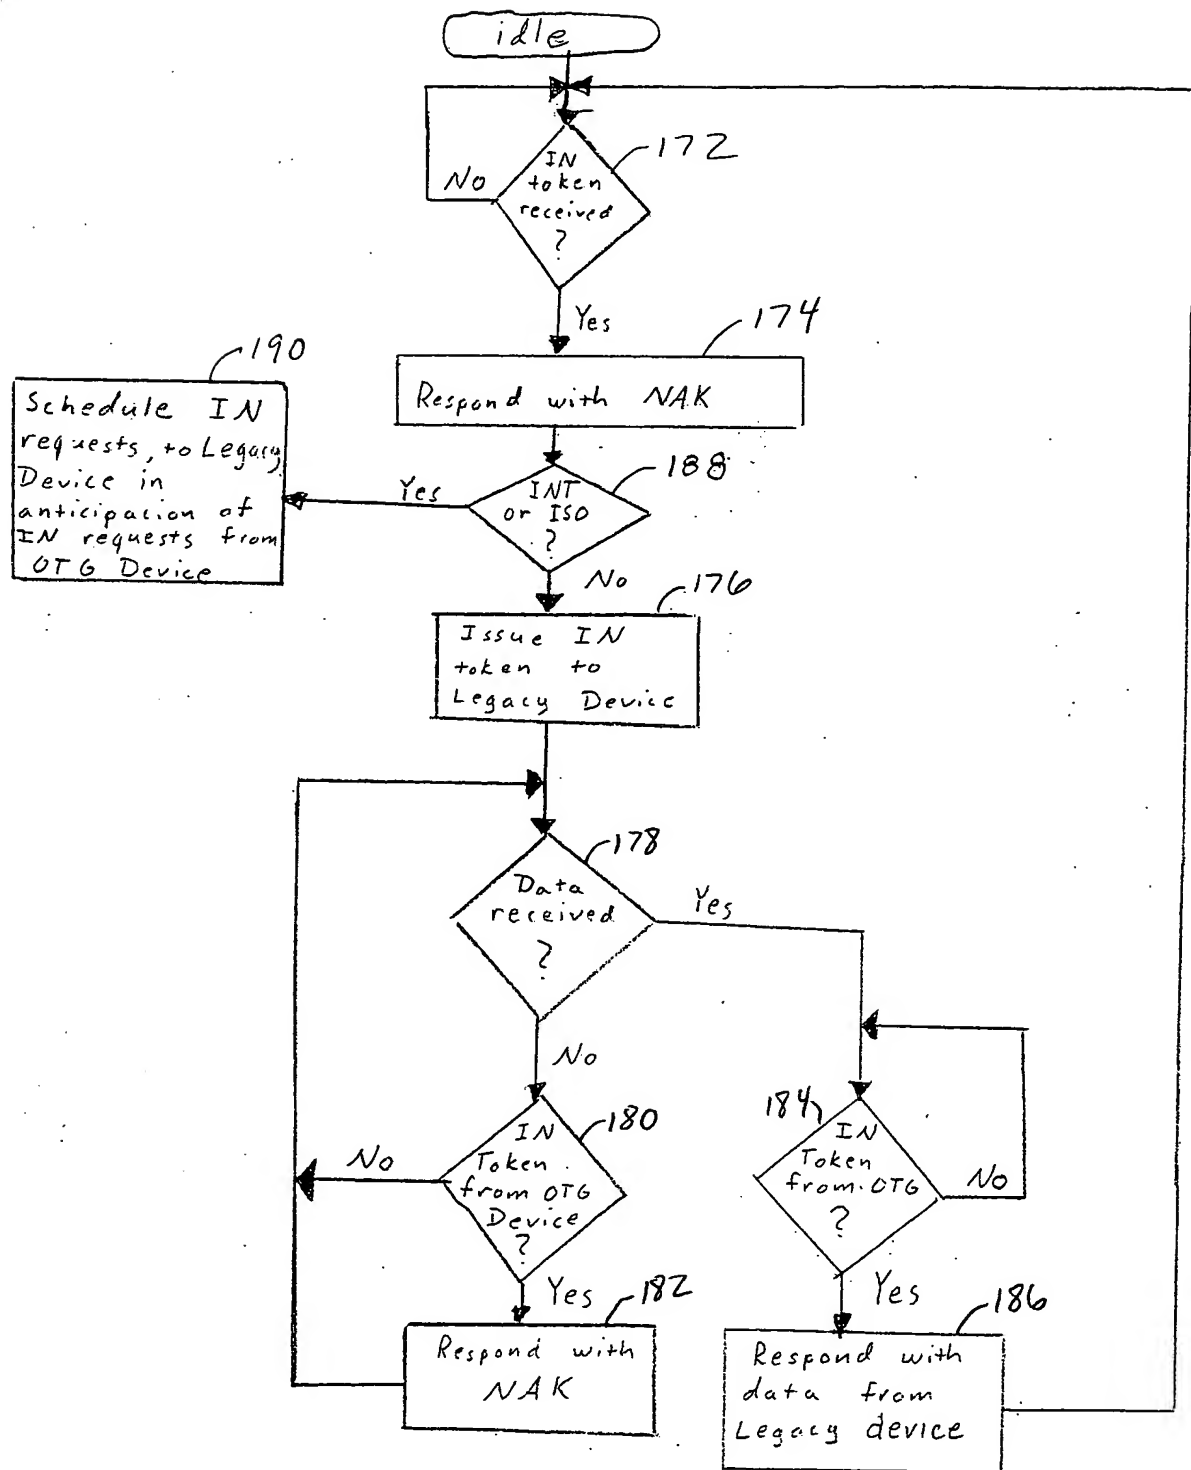 idle
172
IN
token
received
?
No
Yes
174
Respond with NAK
190
Schedule IN
requests, to Legacy
Device in
anticipacion of
IN requests from
OTG Device
188
INT
or ISO
?
Yes
No
176
Issue IN
token to
Legacy Device
178
Data
received
?
Yes
No
180
IN
Token
from OTG
Device
?
No
Yes
184
IN
Token
from OTG
?
No
Yes
182
Respond with
NAK
186
Respond with
data from
Legacy device